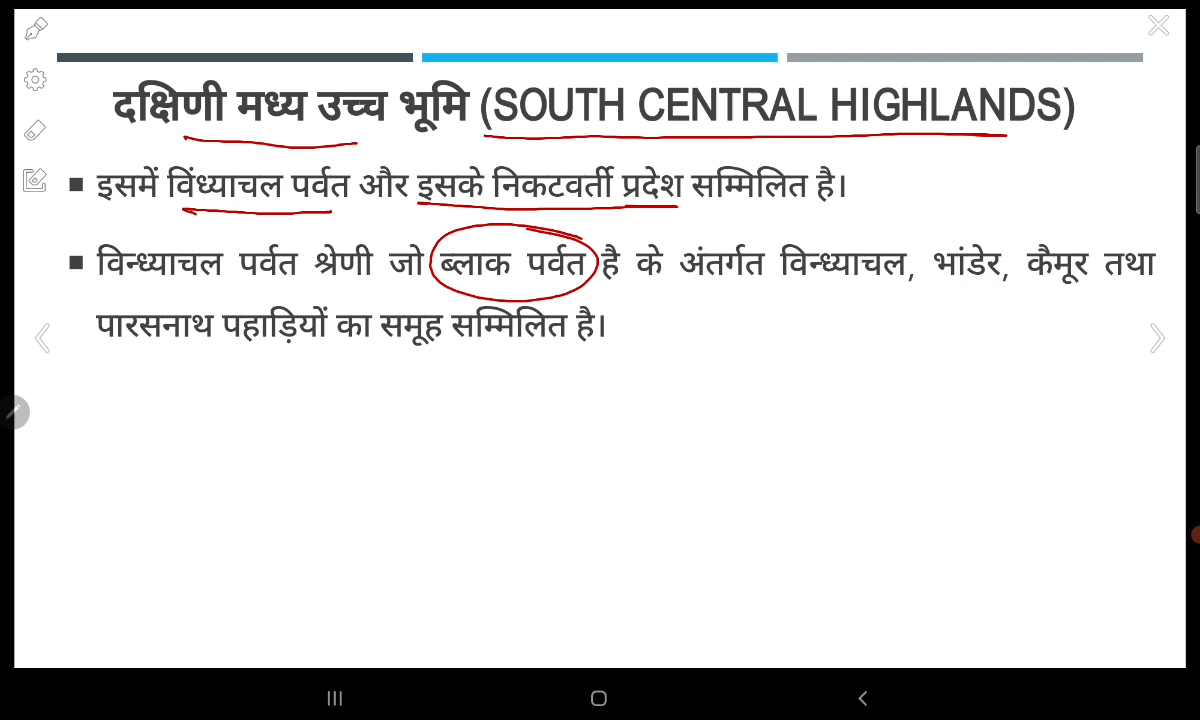 दक्षिणी मध्य उच्च भूमि (SOUTH CENTRAL HIGHLANDS)
इसमें विंध्याचल पर्वत और इसके निकटवर्ती प्रदेश सम्मिलित है।
विन्ध्याचल पर्वत श्रेणी जो ब्लाक पर्वत है के अंतर्गत विन्ध्याचल, भांडेर, कैमूर तथा
पारसनाथ पहाड़ियों का समूह सम्मिलित है।